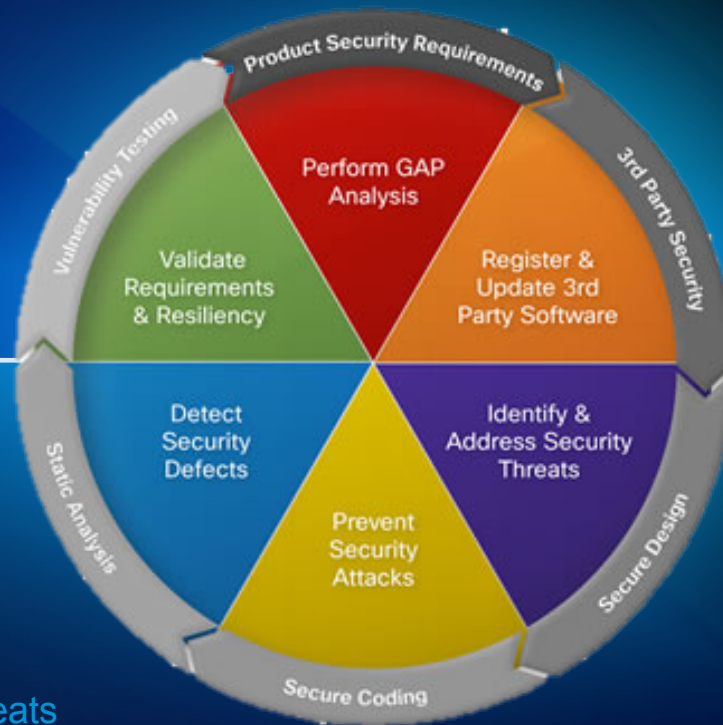 Product Security Requirements
Perform GAP
Analysis
3rd Party Security
Register &
Update 3rd
Party Software
Secure Design
Identify &
Address Security
Threats
Secure Coding
Prevent
Security
Attacks
Static Analysis
Detect
Security
Defects
Vulnerability Testing
Validate
Requirements
& Resiliency
eats